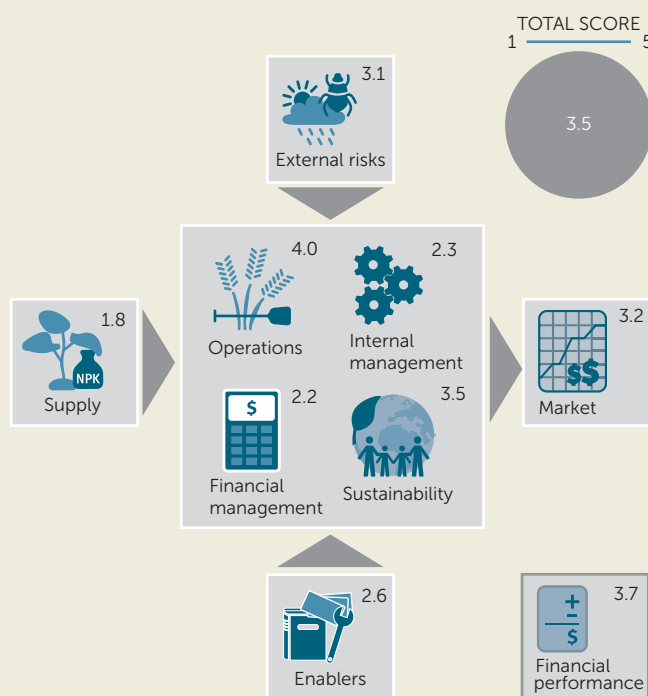 TOTAL SCORE
1 5
3.5
3.1
External risks
4.0
Operations
2.3
Internal
management
2.2
$
Financial
management
3.5
Sustainability
1.8
NPK
Supply
3.2
$$
Market
2.6
Enablers
3.7
+
-
$
Financial
performance